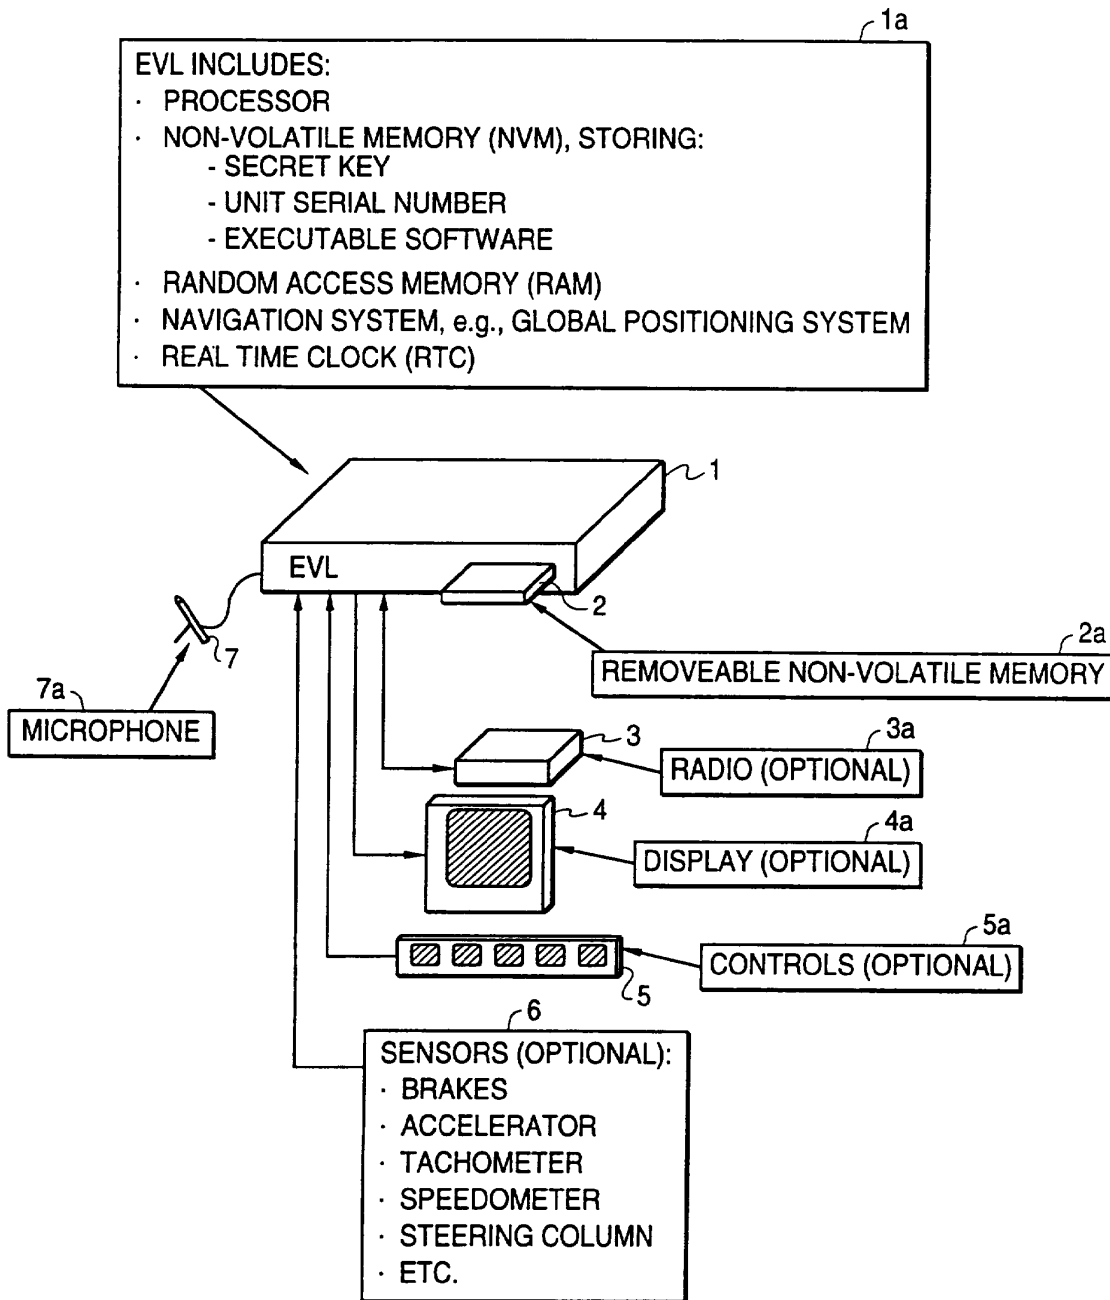 1a
EVL INCLUDES:
· PROCESSOR
· NON-VOLATILE MEMORY (NVM), STORING:
- SECRET KEY
- UNIT SERIAL NUMBER
- EXECUTABLE SOFTWARE
· RANDOM ACCESS MEMORY (RAM)
· NAVIGATION SYSTEM, e.g., GLOBAL POSITIONING SYSTEM
· REAL TIME CLOCK (RTC)
1
EVL
2
7
2a
REMOVEABLE NON-VOLATILE MEMORY
7a
MICROPHONE
3
3a
RADIO (OPTIONAL)
4
4a
DISPLAY (OPTIONAL)
5a
CONTROLS (OPTIONAL)
5
6
SENSORS (OPTIONAL):
· BRAKES
· ACCELERATOR
· TACHOMETER
· SPEEDOMETER
· STEERING COLUMN
· ETC.